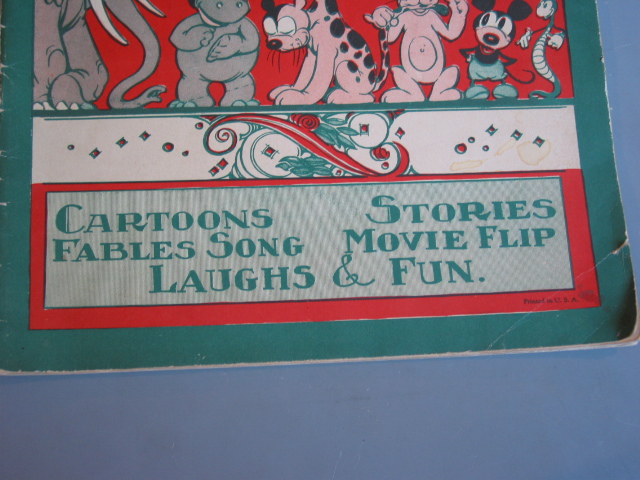 CARTOONS STORIES
FABLES SONG MOVIE FLIP
LAUGHS & FUN.
Printed in U. S. A.